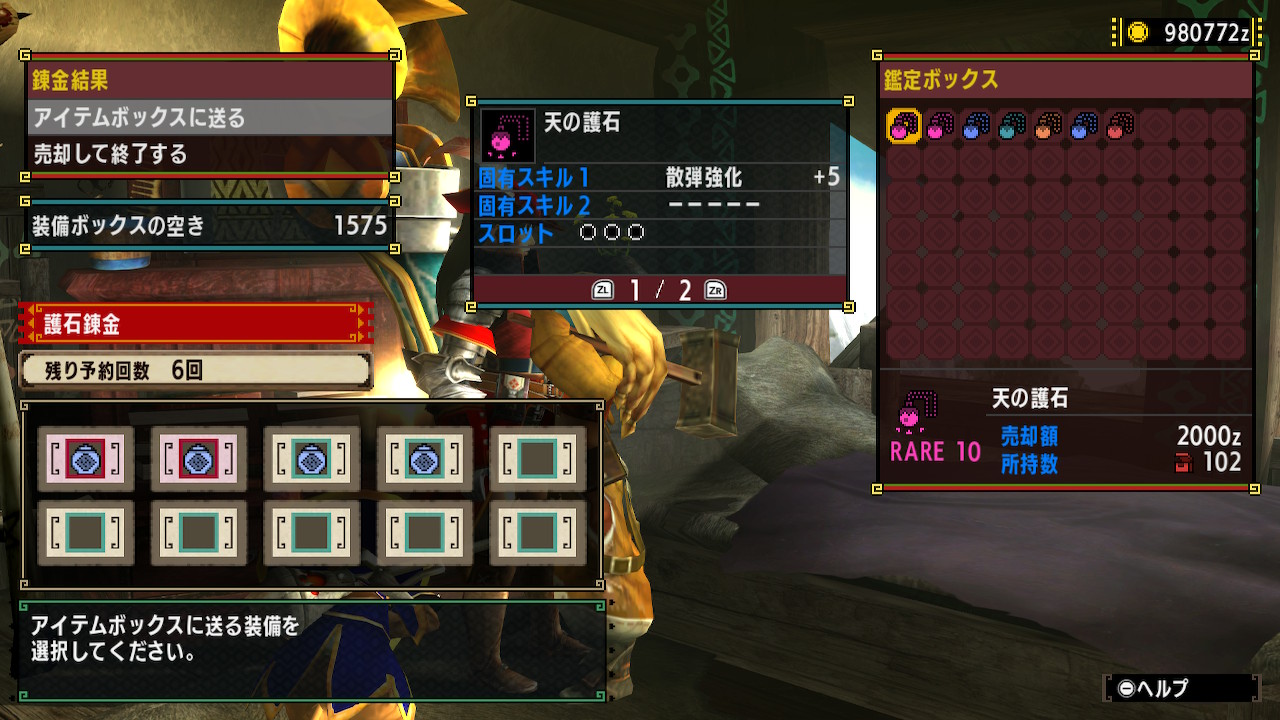 980772z
錬金結果
アイテムボックスに送る
売却して終了する
装備ボックスの空き 1575
天の護石
固有スキル1 散弾強化 +5
固有スキル2 -----
スロット ○○○
ZL 1 / 2 ZR
鑑定ボックス
天の護石
RARE 10
売却額 2000z
所持数 102
護石錬金
残り予約回数 6回
アイテムボックスに送る装備を
選択してください。
⊖ヘルプ